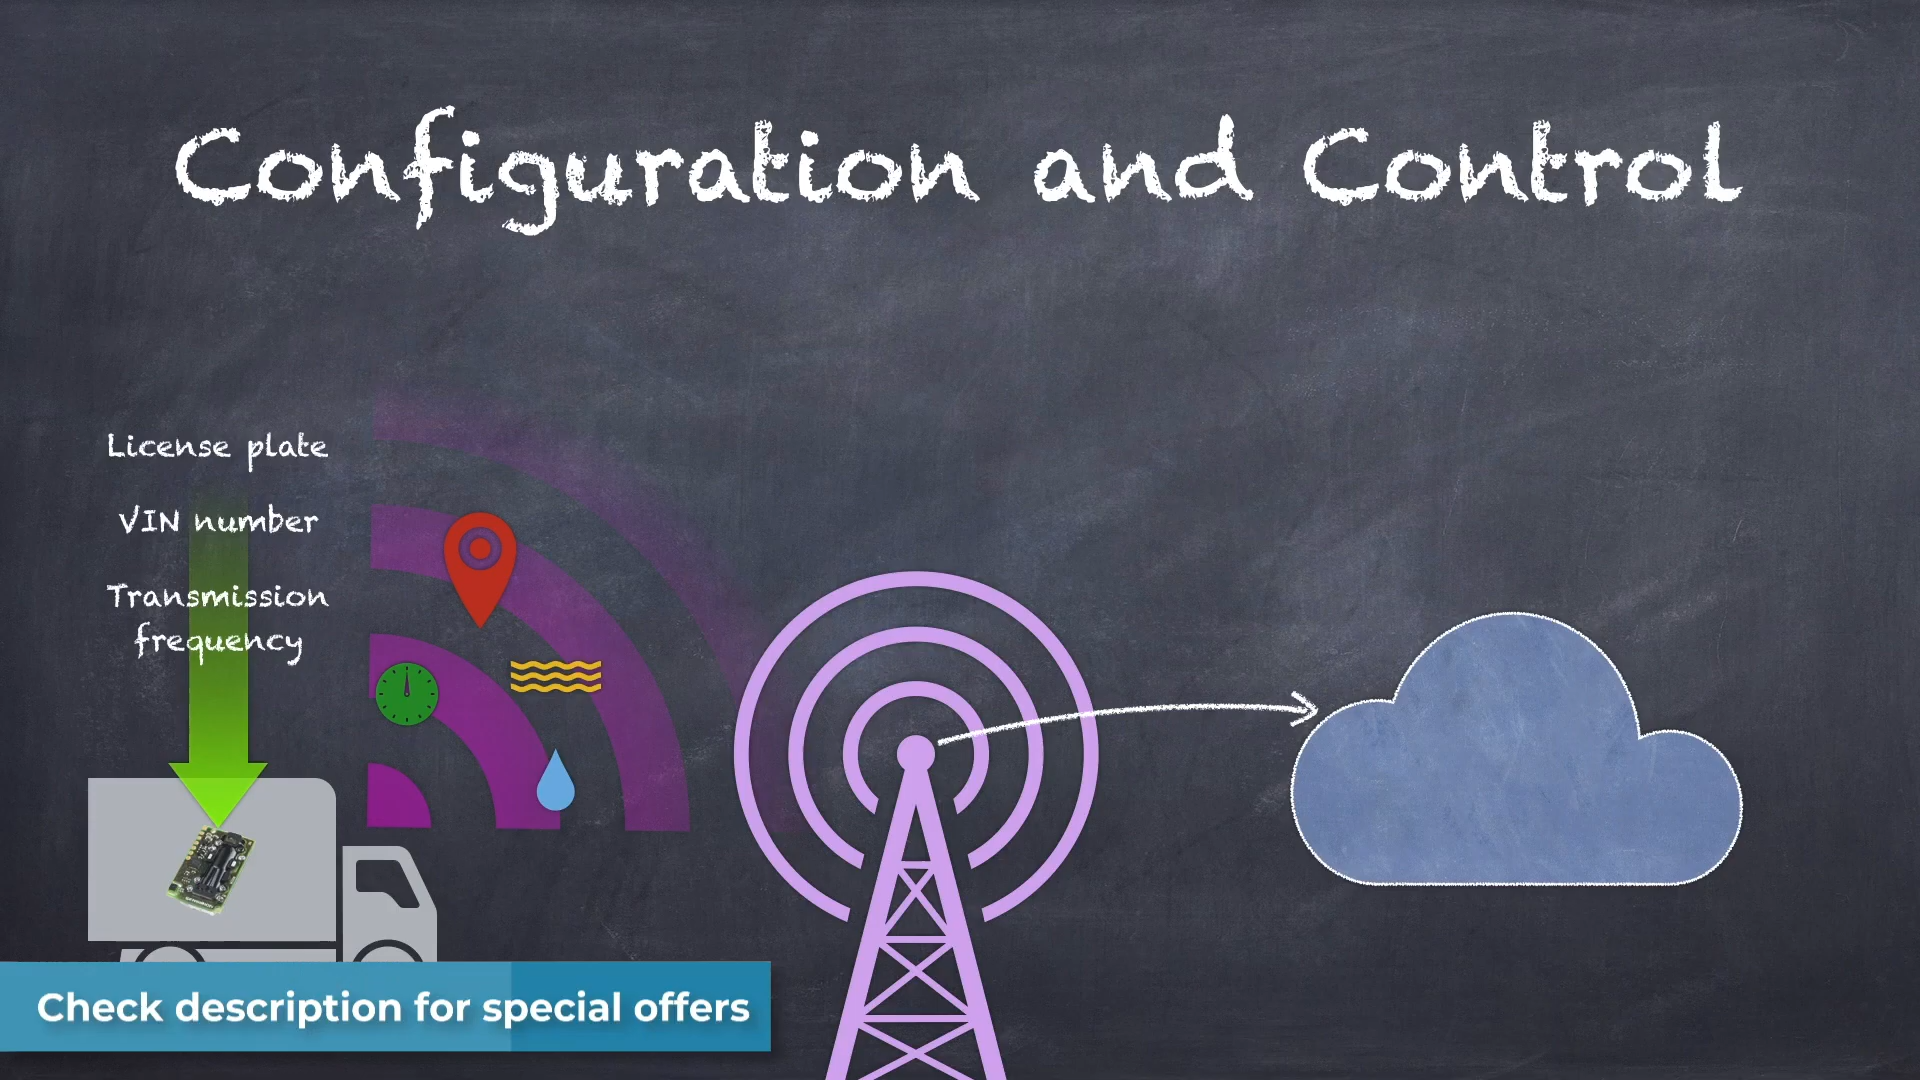 Configuration and Control
License plate
VIN number
Transmission
frequency
Check description for special offers